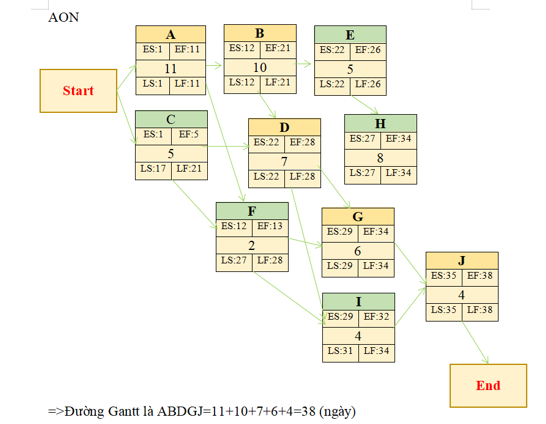 AON
A
ES:1 EF:11
11
LS:1 LF:11
B
ES:12 EF:21
10
LS:12 LF:21
E
ES:22 EF:26
5
LS:22 LF:26
Start
C
ES:1 EF:5
5
LS:17 LF:21
D
ES:22 EF:28
7
LS:22 LF:28
H
ES:27 EF:34
8
LS:27 LF:34
F
ES:12 EF:13
2
LS:27 LF:28
G
ES:29 EF:34
6
LS:29 LF:34
J
ES:35 EF:38
4
LS:35 LF:38
I
ES:29 EF:32
4
LS:31 LF:34
End
=>Đường Gantt là ABDGJ=11+10+7+6+4=38 (ngày)